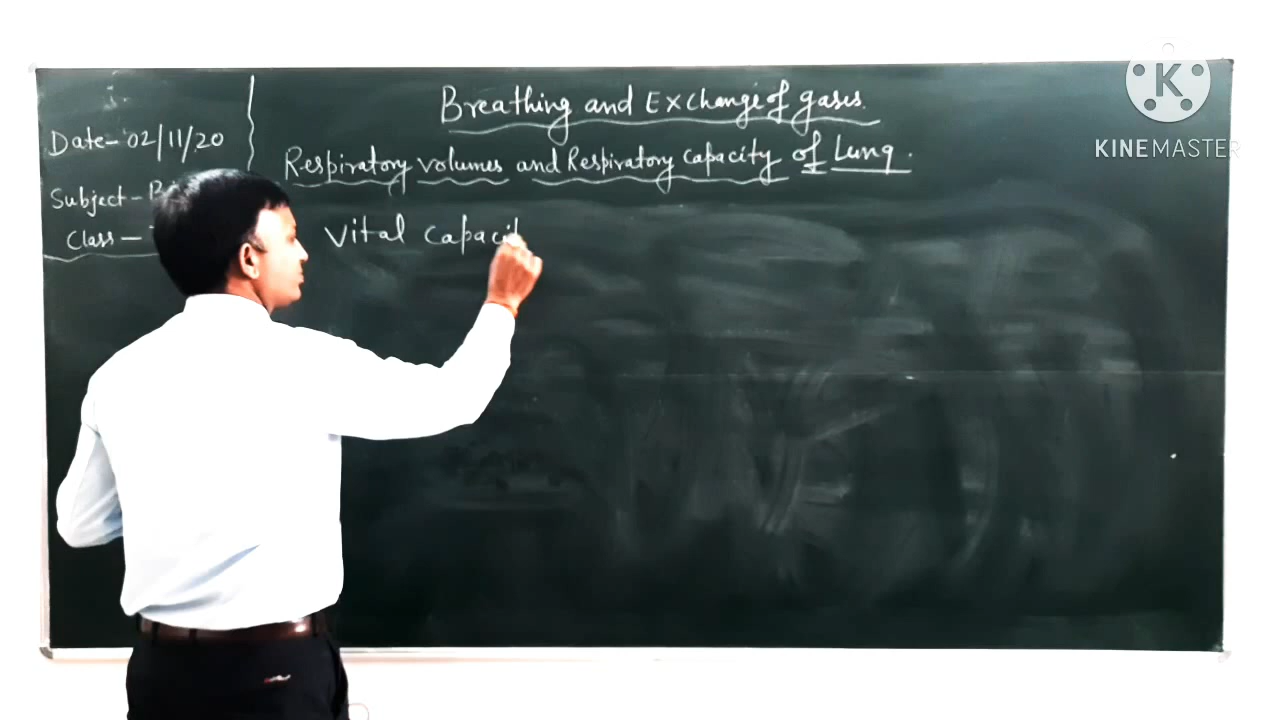 Breathing and Exchange of gases.
Date - 02/11/20
Respiratory volumes and Respiratory capacity of Lung.
Subject -
Class -
Vital
K
KINEMASTER